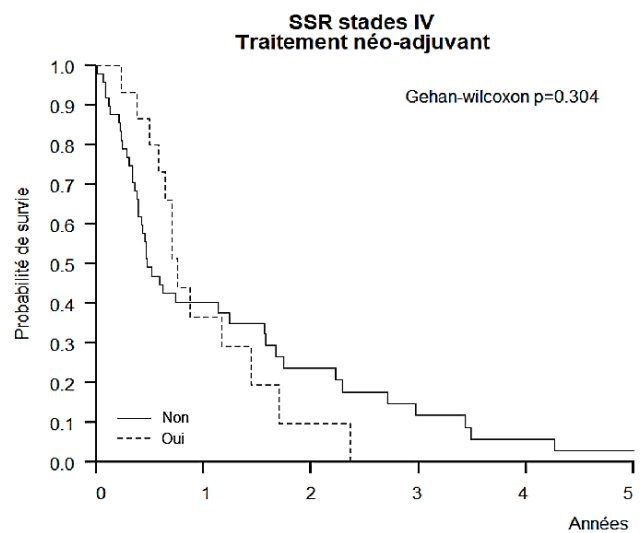 SSR stades IV
Traitement néo-adjuvant
Gehan-wilcoxon p=0.304
Probabilité de survie
1.0
0.9
0.8
0.7
0.6
0.5
0.4
0.3
0.2
0.1
0.0
Non
Oui
0 1 2 3 4 5
Années